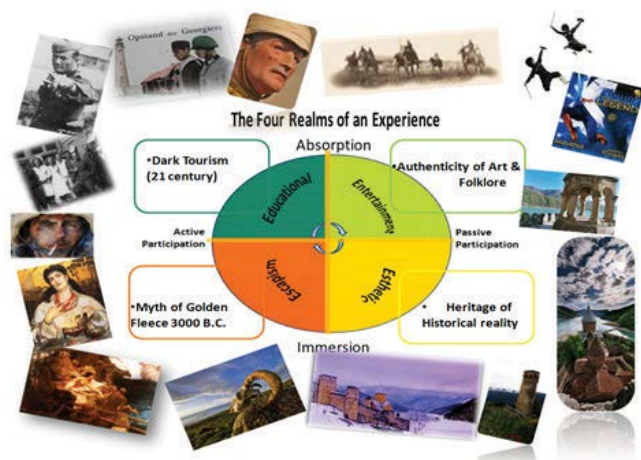 Opstand der Georgiers
LEGEND
The Four Realms of an Experience
Absorption
•Dark Tourism
(21 century)
•Authenticity of Art &
Folklore
Educational
Entertainment
Active
Participation
Passive
Participation
Escapism
Esthetic
•Myth of Golden
Fleece 3000 B.C.
• Heritage of
Historical reality
Immersion